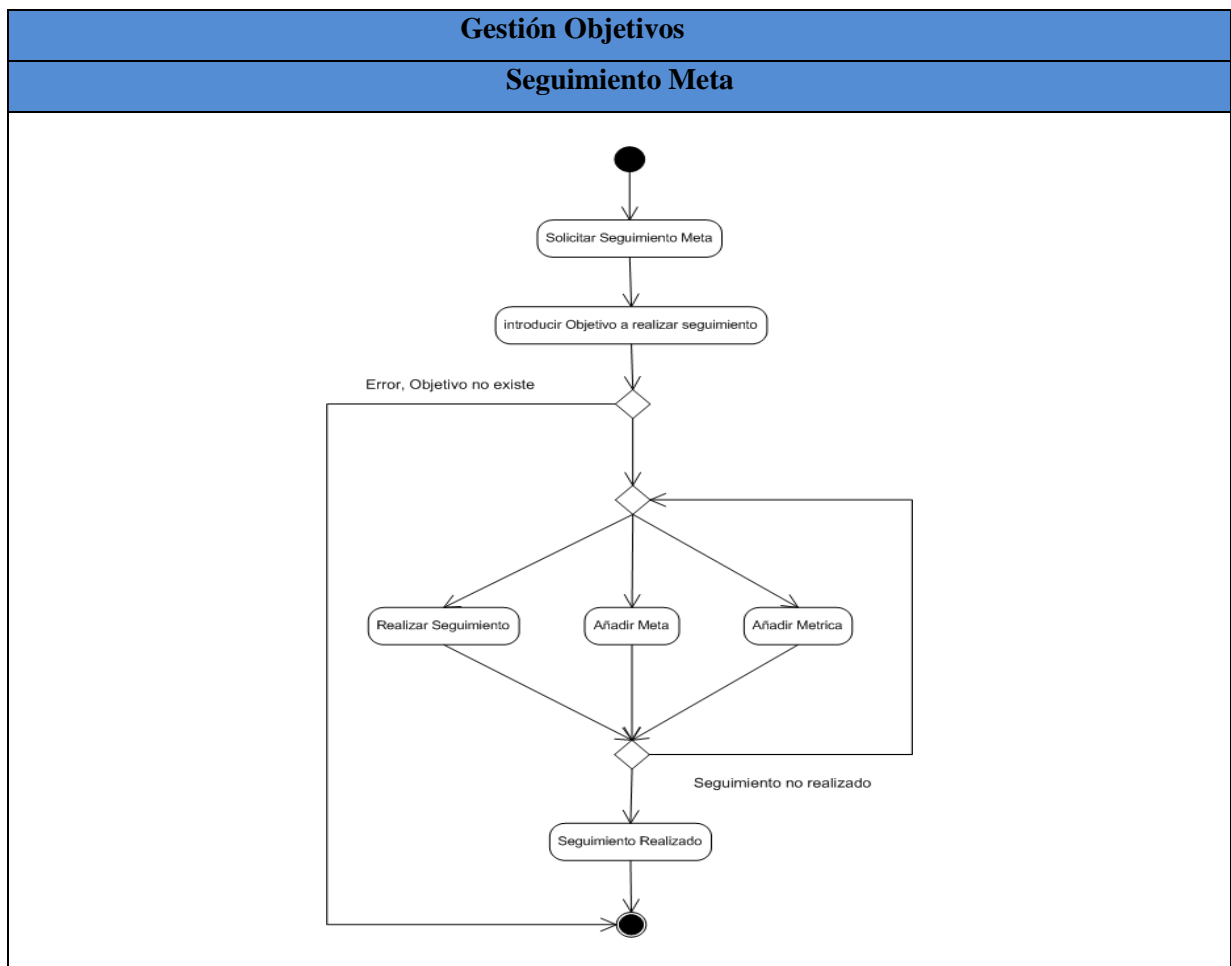 Gestión Objetivos
Seguimiento Meta
Solicitar Seguimiento Meta
introducir Objetivo a realizar seguimiento
Error, Objetivo no existe
Realizar Seguimiento
Añadir Meta
Añadir Metrica
Seguimiento no realizado
Seguimiento Realizado